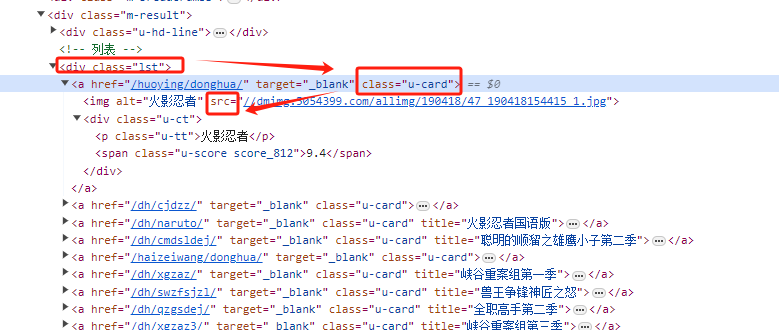 <div class="m-result">
<div class="u-hd-line"></div>
<!-- 列表 -->
<div class="lst">
<a href="/huoying/donghua/" target="_blank" class="u-card"> == $0
<img alt="火影忍者" src="//dmimg.5054399.com/allimg/190418/47_190418154415_1.jpg">
<div class="u-ct">
<p class="u-tt">火影忍者</p>
<span class="u-score score_812">9.4</span>
</div>
</a>
<a href="/dh/cjdzz/" target="_blank" class="u-card"></a>
<a href="/dh/naruto/" target="_blank" class="u-card" title="火影忍者国语版"></a>
<a href="/dh/cmdsldej/" target="_blank" class="u-card" title="聪明的顺溜之雄鹰小子第二季"></a>
<a href="/haizeiwang/donghua/" target="_blank" class="u-card"></a>
<a href="/dh/xgzaz/" target="_blank" class="u-card" title="峡谷重案组第一季"></a>
<a href="/dh/swzfsjzl/" target="_blank" class="u-card" title="兽王争锋神匠之怒"></a>
<a href="/dh/qzgsdej/" target="_blank" class="u-card" title="全职高手第二季"></a>
<a href="/dh/xgzaz3/" target="_blank" class="u-card" title="峡谷重案组第三季"></a>